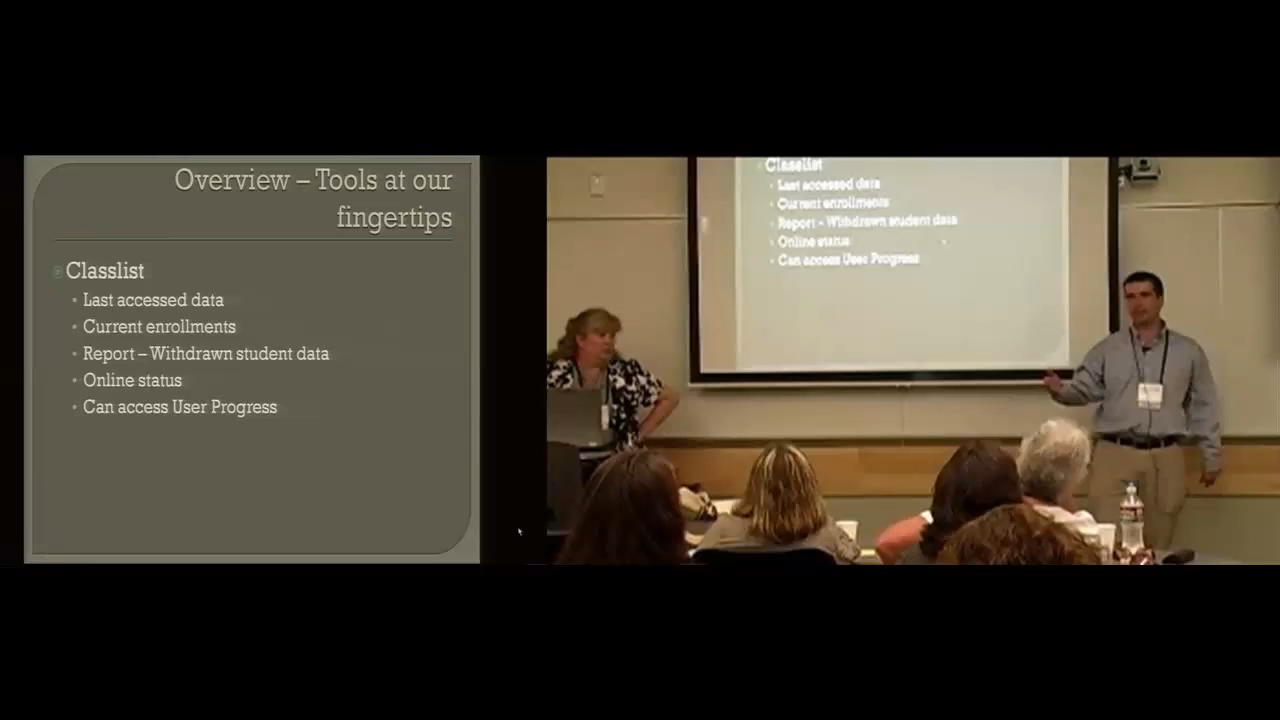 Overview – Tools at our
fingertips
Classlist
Last accessed data
Current enrollments
Report – Withdrawn student data
Online status
Can access User Progress
Classlist
Last accessed data
Current enrollments
Report – Withdrawn student data
Online status
Can access User Progress